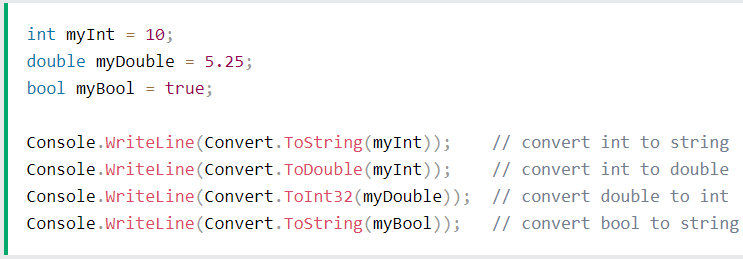 int myInt = 10;
double myDouble = 5.25;
bool myBool = true;

Console.WriteLine(Convert.ToString(myInt));    // convert int to string
Console.WriteLine(Convert.ToDouble(myInt));    // convert int to double
Console.WriteLine(Convert.ToInt32(myDouble));  // convert double to int
Console.WriteLine(Convert.ToString(myBool));   // convert bool to string